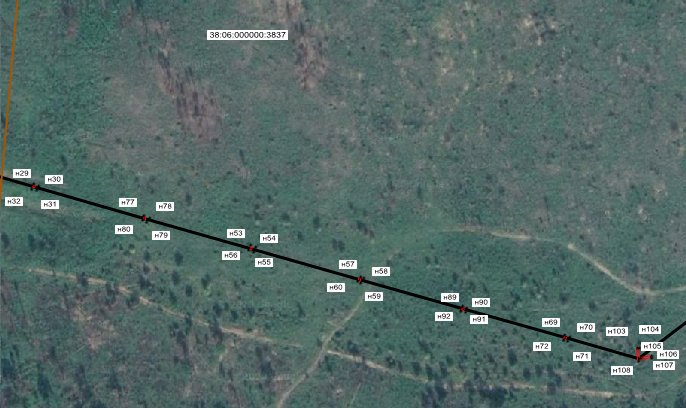 38:06:000000:3837
н29
н30
н32
н31
н77
н78
н80
н79
н53
н54
н56
н55
н57
н58
н60
н59
н89
н90
н92
н91
н69
н70
н72
н71
н103
н104
н105
н106
н107
н108